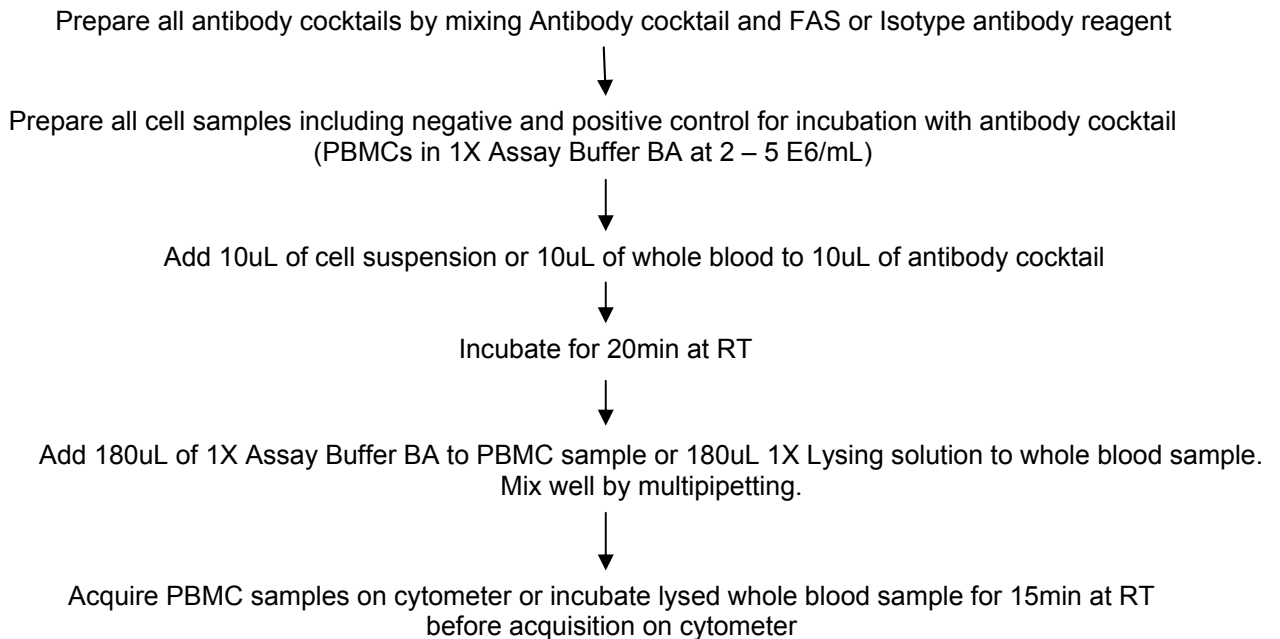 Prepare all antibody cocktails by mixing Antibody cocktail and FAS or Isotype antibody reagent
Prepare all cell samples including negative and positive control for incubation with antibody cocktail
(PBMCs in 1X Assay Buffer BA at 2 – 5 E6/mL)
Add 10uL of cell suspension or 10uL of whole blood to 10uL of antibody cocktail
Incubate for 20min at RT
Add 180uL of 1X Assay Buffer BA to PBMC sample or 180uL 1X Lysing solution to whole blood sample.
Mix well by multipipetting.
Acquire PBMC samples on cytometer or incubate lysed whole blood sample for 15min at RT
before acquisition on cytometer